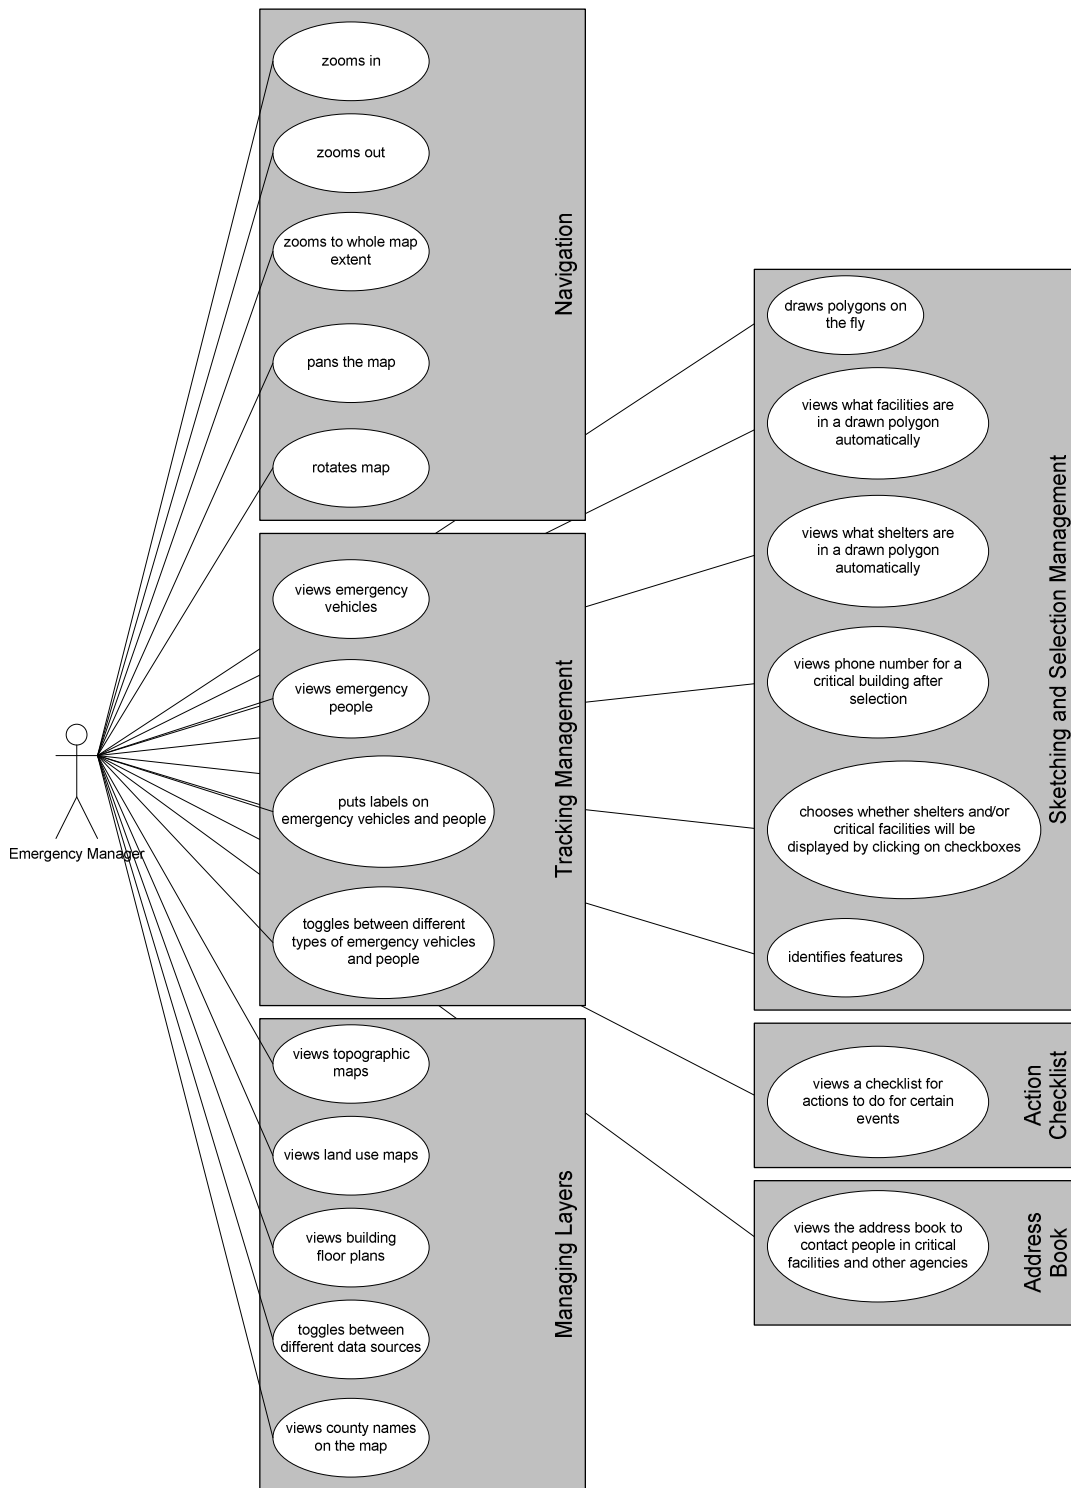 zooms in
zooms out
zooms to whole map
extent
pans the map
rotates map
Navigation
views emergency
vehicles
views emergency
people
puts labels on
emergency vehicles and people
toggles between different
types of emergency vehicles
and people
Tracking Management
Emergency Manager
views topographic
maps
views land use maps
views building
floor plans
toggles between
different data sources
views county names
on the map
Managing Layers
draws polygons on
the fly
views what facilities are
in a drawn polygon
automatically
views what shelters are
in a drawn polygon
automatically
views phone number for a
critical building after
selection
chooses whether shelters and/or
critical facilities will be
displayed by clicking on checkboxes
identifies features
Sketching and Selection Management
views a checklist for
actions to do for certain
events
Action
Checklist
views the address book to
contact people in critical
facilities and other agencies
Address
Book